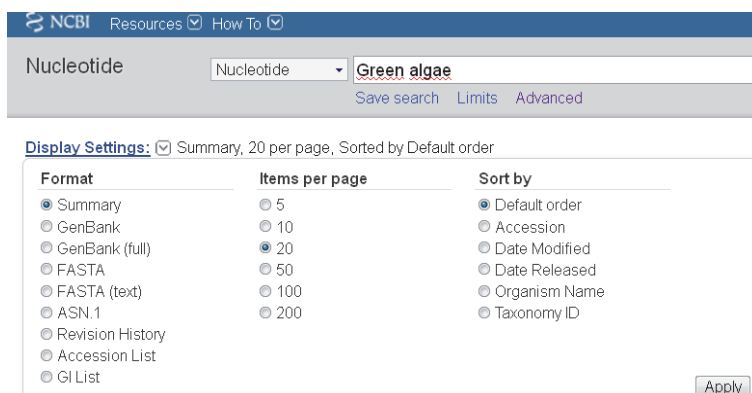 NCBI Resources How To
Nucleotide Nucleotide Green algae
Save search Limits Advanced
Display Settings: Summary, 20 per page, Sorted by Default order
Format Items per page Sort by
Summary 5 Default order
GenBank 10 Accession
GenBank (full) 20 Date Modified
FASTA 50 Date Released
FASTA (text) 100 Organism Name
ASN.1 200 Taxonomy ID
Revision History
Accession List
GI List
Apply